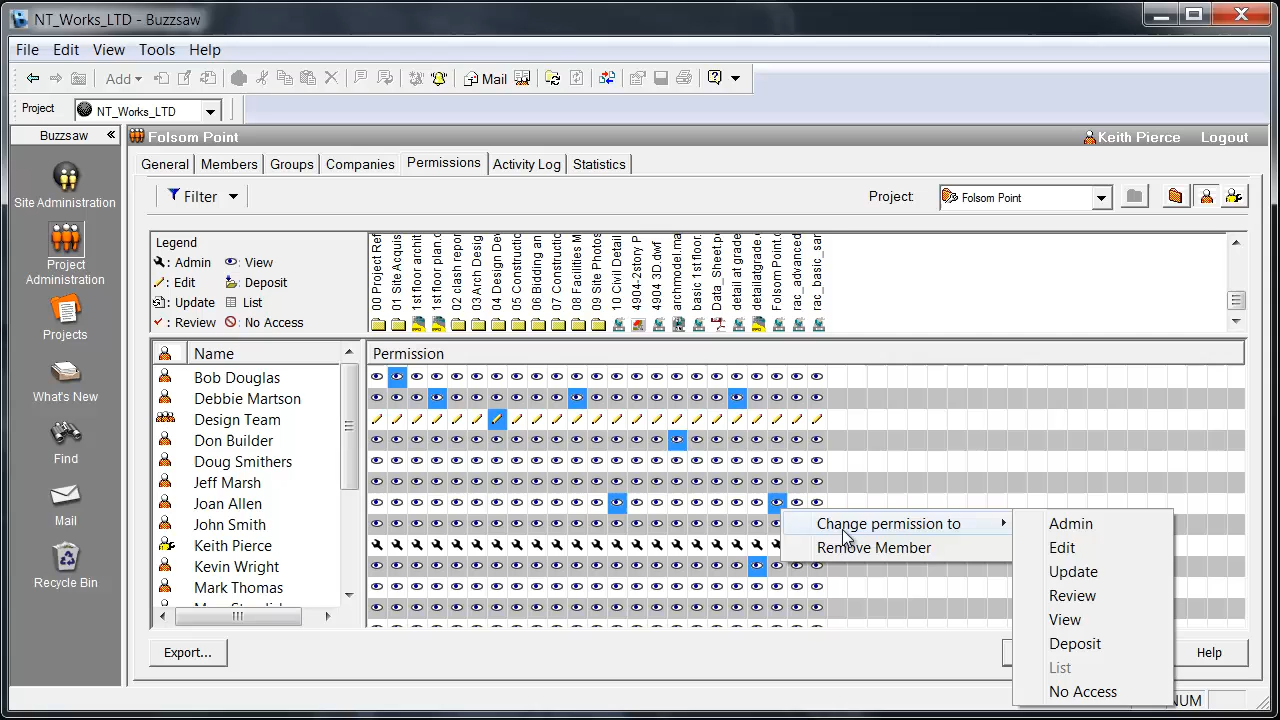 NT_Works_LTD - Buzzsaw
File Edit View Tools Help
Add Mail
Project NT_Works_LTD
Buzzsaw «
Folsom Point
Keith Pierce Logout
General Members Groups Companies Permissions Activity Log Statistics
Filter
Project: Folsom Point
Site Administration
Project Administration
Projects
What's New
Find
Mail
Recycle Bin
Legend
: Admin : View
: Edit : Deposit
: Update : List
: Review : No Access
00 Project Ref
01 Site Acquis
1st floor archit
1st floor plan.d
02 clash repor
03 Arch Desig
04 Design Dev
05 Constructio
06 Bidding an
07 Constructio
08 Facilities M
09 Site Photos
10 Civil Detail
4904-2story P
4904 3D.dwf
archmodel.ma
basic 1st floor.
Data_Sheet.pd
detail at grade
detailatgrade.
Folsom Point.d
rac_advanced
rac_basic_sam
Name Permission
Bob Douglas
Debbie Martson
Design Team
Don Builder
Doug Smithers
Jeff Marsh
Joan Allen
John Smith
Keith Pierce
Kevin Wright
Mark Thomas
Change permission to
Remove Member
Admin
Edit
Update
Review
View
Deposit
List
No Access
Export... Help
NUM